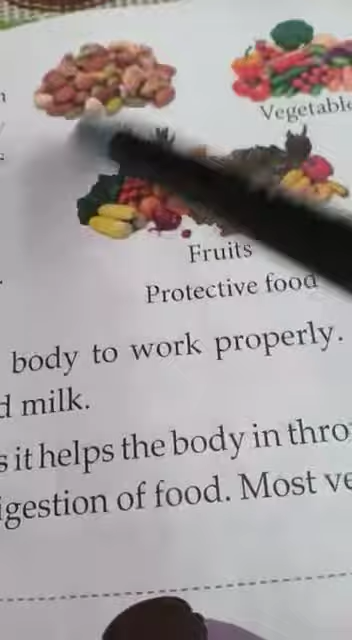 Vegetable
Fruits
Protective food
body to work properly.
d milk.
s it helps the body in thro
igestion of food. Most ve